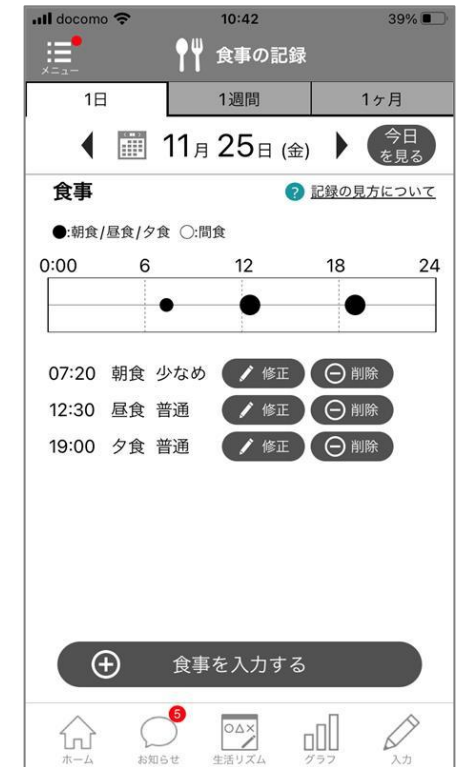 docomo 10:42 39%
メニュー 食事の記録
1日 1週間 1ヶ月
11月25日(金) 今日を見る
食事 ? 記録の見方について
●:朝食/昼食/夕食 ○:間食
0:00 6 12 18 24
07:20 朝食 少なめ 修正 削除
12:30 昼食 普通 修正 削除
19:00 夕食 普通 修正 削除
食事を入力する
5
○△×
ホーム お知らせ 生活リズム グラフ 入力